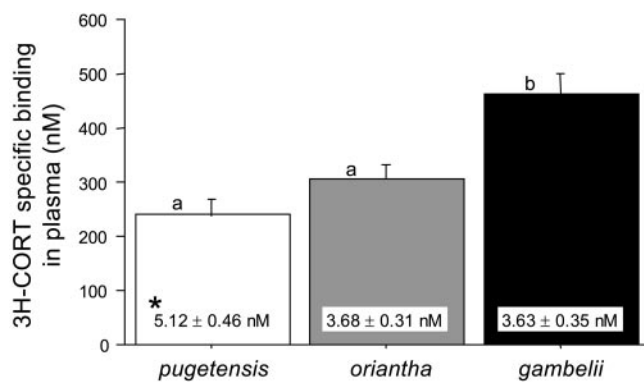 600
500
400
300
200
100
0
3H-CORT specific binding
in plasma (nM)
a
a
b
*
5.12 ± 0.46 nM
3.68 ± 0.31 nM
3.63 ± 0.35 nM
pugetensis
oriantha
gambelii